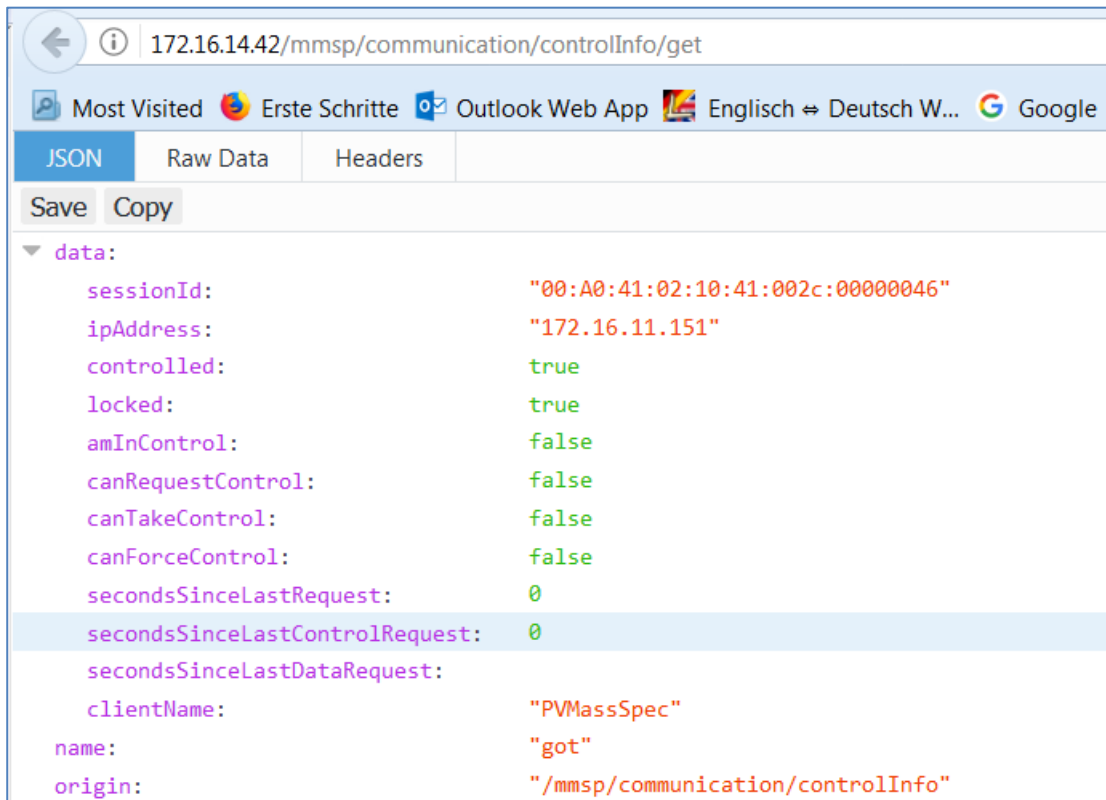 172.16.14.42/mmsp/communication/controlInfo/get
Most Visited Erste Schritte Outlook Web App Englisch ⇔ Deutsch W... Google
JSON Raw Data Headers
Save Copy
data:
sessionId: "00:A0:41:02:10:41:002c:00000046"
ipAddress: "172.16.11.151"
controlled: true
locked: true
amInControl: false
canRequestControl: false
canTakeControl: false
canForceControl: false
secondsSinceLastRequest: 0
secondsSinceLastControlRequest: 0
secondsSinceLastDataRequest:
clientName: "PVMassSpec"
name: "got"
origin: "/mmsp/communication/controlInfo"